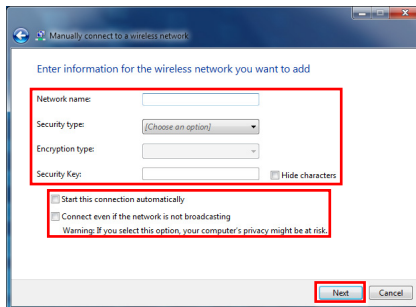 Manually connect to a wireless network
Enter information for the wireless network you want to add
Network name:
Security type:
[Choose an option]
Encryption type:
Security Key:
Hide characters
Start this connection automatically
Connect even if the network is not broadcasting
Warning: If you select this option, your computer's privacy might be at risk.
Next
Cancel